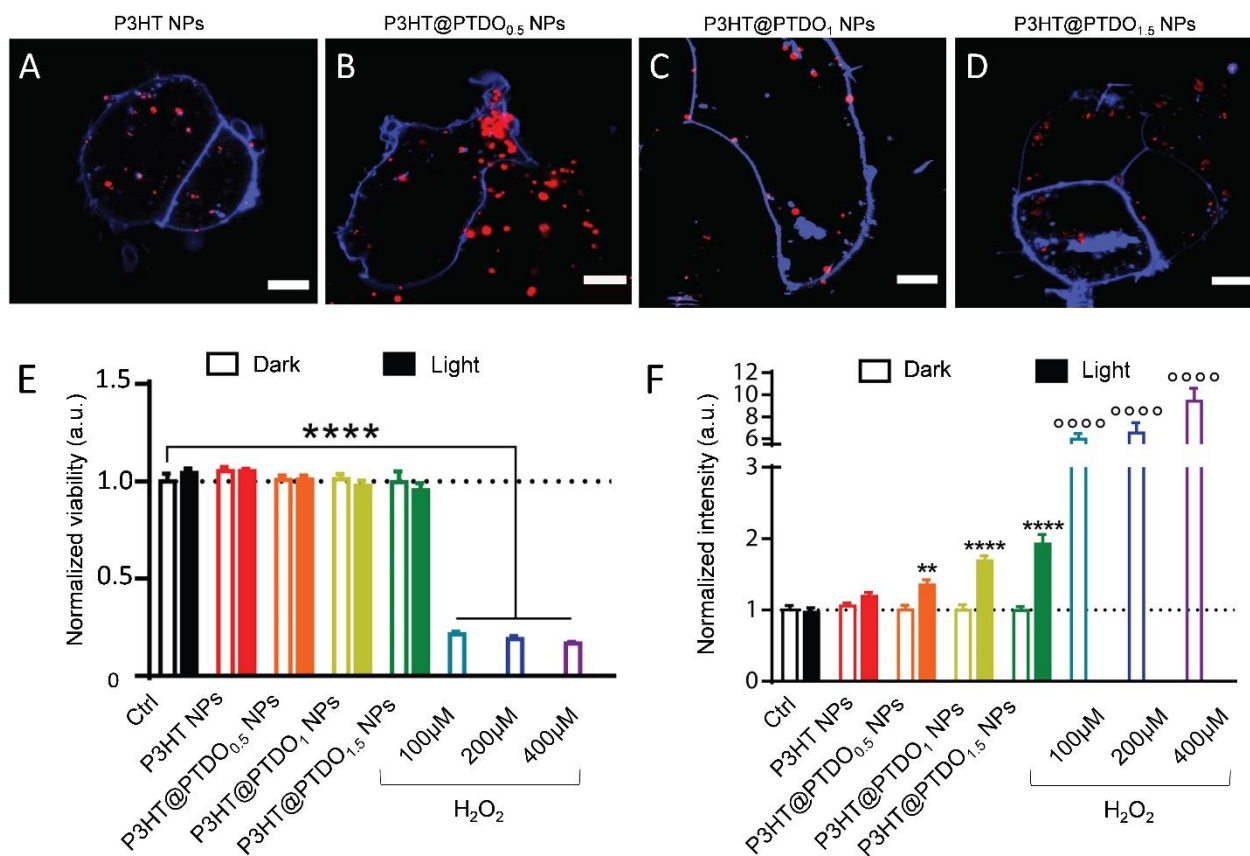 P3HT NPs
P3HT@PTDO0.5 NPs
P3HT@PTDO1 NPs
P3HT@PTDO1.5 NPs
A
B
C
D
E
Dark
Light
Normalized viability (a.u.)
1.5
1.0
0.5
0
****
Ctrl
P3HT NPs
P3HT@PTDO0.5 NPs
P3HT@PTDO1 NPs
P3HT@PTDO1.5 NPs
100µM
200µM
400µM
H2O2
F
Dark
Light
Normalized intensity (a.u.)
12
10
8
6
3
2
1
0
**
****
****
°°°°
°°°°
°°°°
Ctrl
P3HT NPs
P3HT@PTDO0.5 NPs
P3HT@PTDO1 NPs
P3HT@PTDO1.5 NPs
100µM
200µM
400µM
H2O2